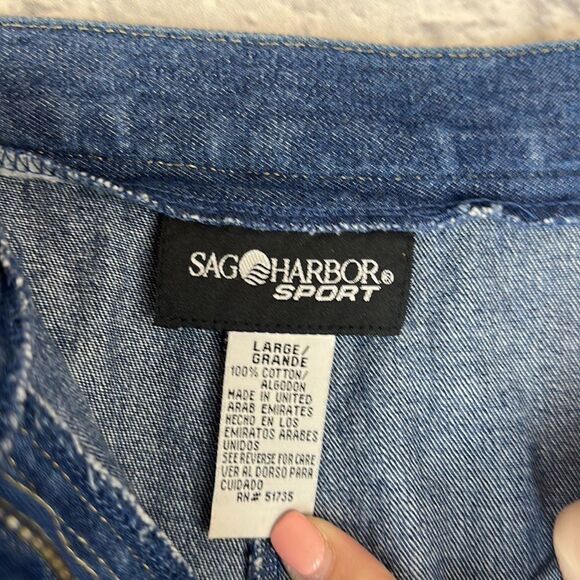 SAG HARBOR®
SPORT
LARGE/
GRANDE
100% COTTON/
ALGODON
MADE IN UNITED
ARAB EMIRATES
HECHO EN LOS
EMIRATOS ARABES
UNIDOS
SEE REVERSE FOR CARE
VER AL DORSO PARA
CUIDADO
RN# 51735